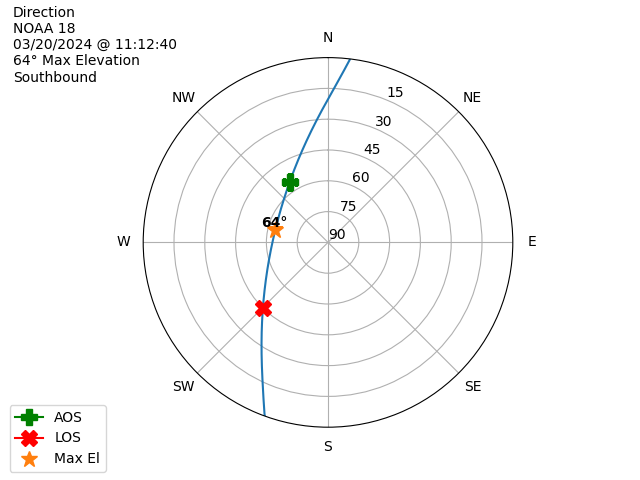 Direction
NOAA 18
03/20/2024 @ 11:12:40
64° Max Elevation
Southbound
N
NW
NE
15
30
45
60
75
90
64°
W
E
SW
SE
S
AOS
LOS
Max El